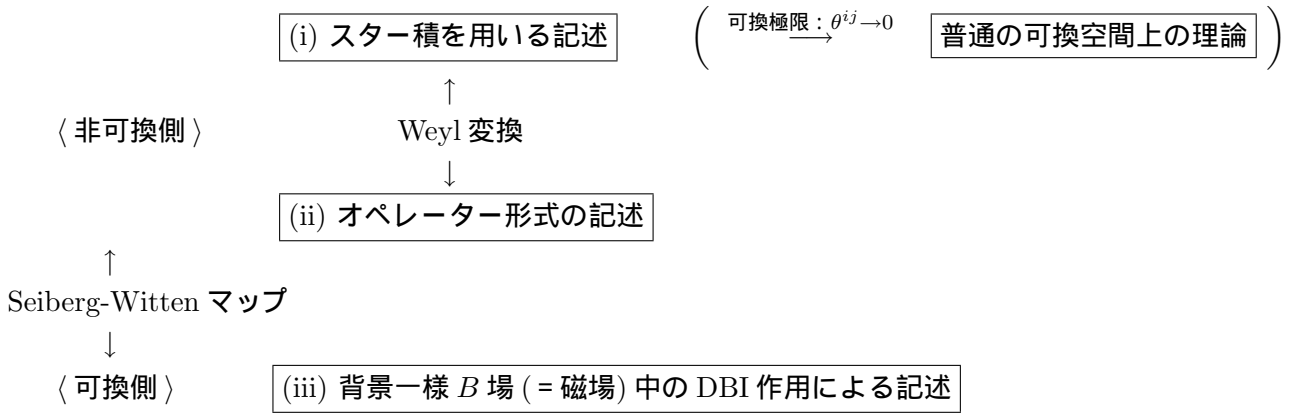 (i) スター積を用いる記述 ( 可換極限：θ^{ij}→0 ⟶ 普通の可換空間上の理論 )
↑
〈 非可換側 〉 Weyl 変換
↓
(ii) オペレーター形式の記述
↑
Seiberg-Witten マップ
↓
〈 可換側 〉 (iii) 背景一様 B 場 ( = 磁場) 中の DBI 作用による記述